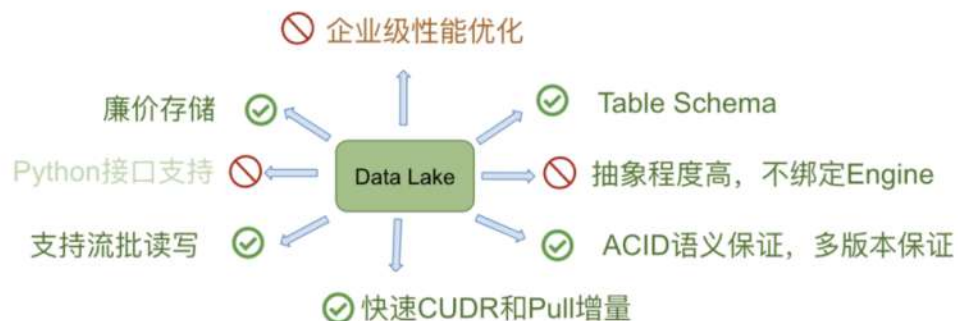 企业级性能优化
廉价存储
Table Schema
Python接口支持
Data Lake
抽象程度高，不绑定Engine
支持流批读写
ACID语义保证，多版本保证
快速CUDR和Pull增量